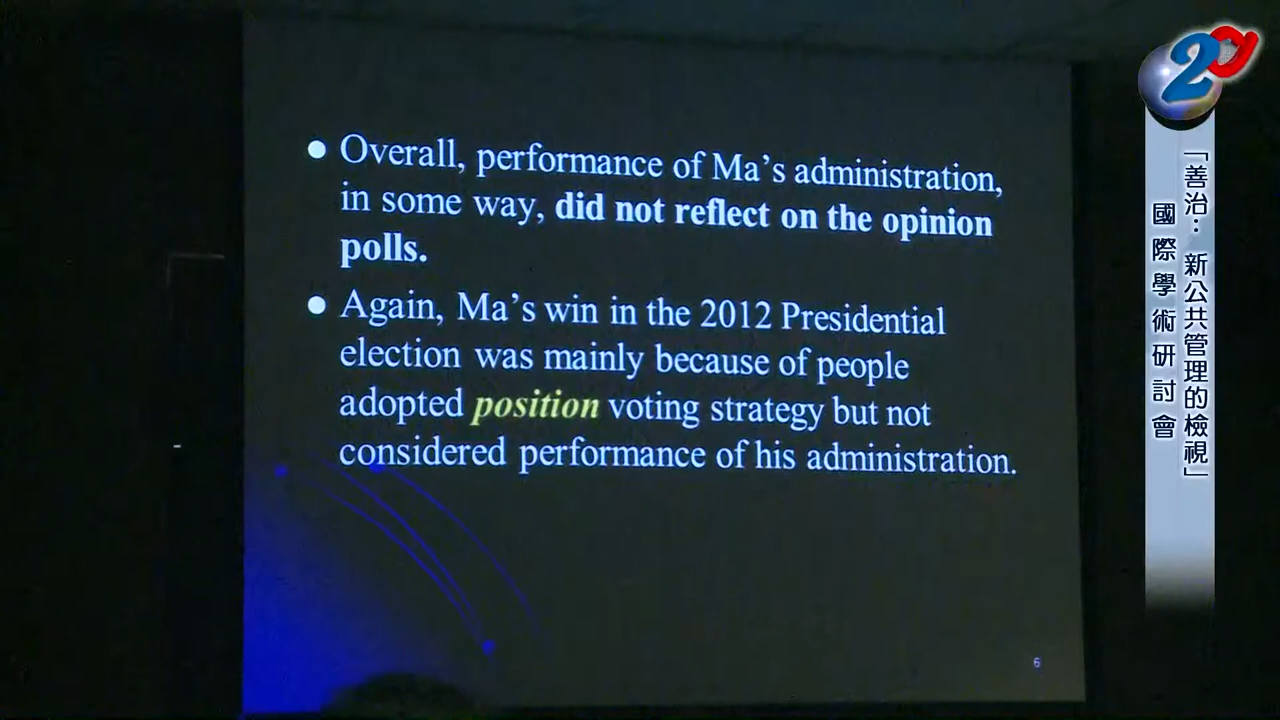 Overall, performance of Ma's administration,
in some way, did not reflect on the opinion
polls.
Again, Ma's win in the 2012 Presidential
election was mainly because of people
adopted position voting strategy but not
considered performance of his administration.
6
「善治：新公共管理的檢視」
國際學術研討會